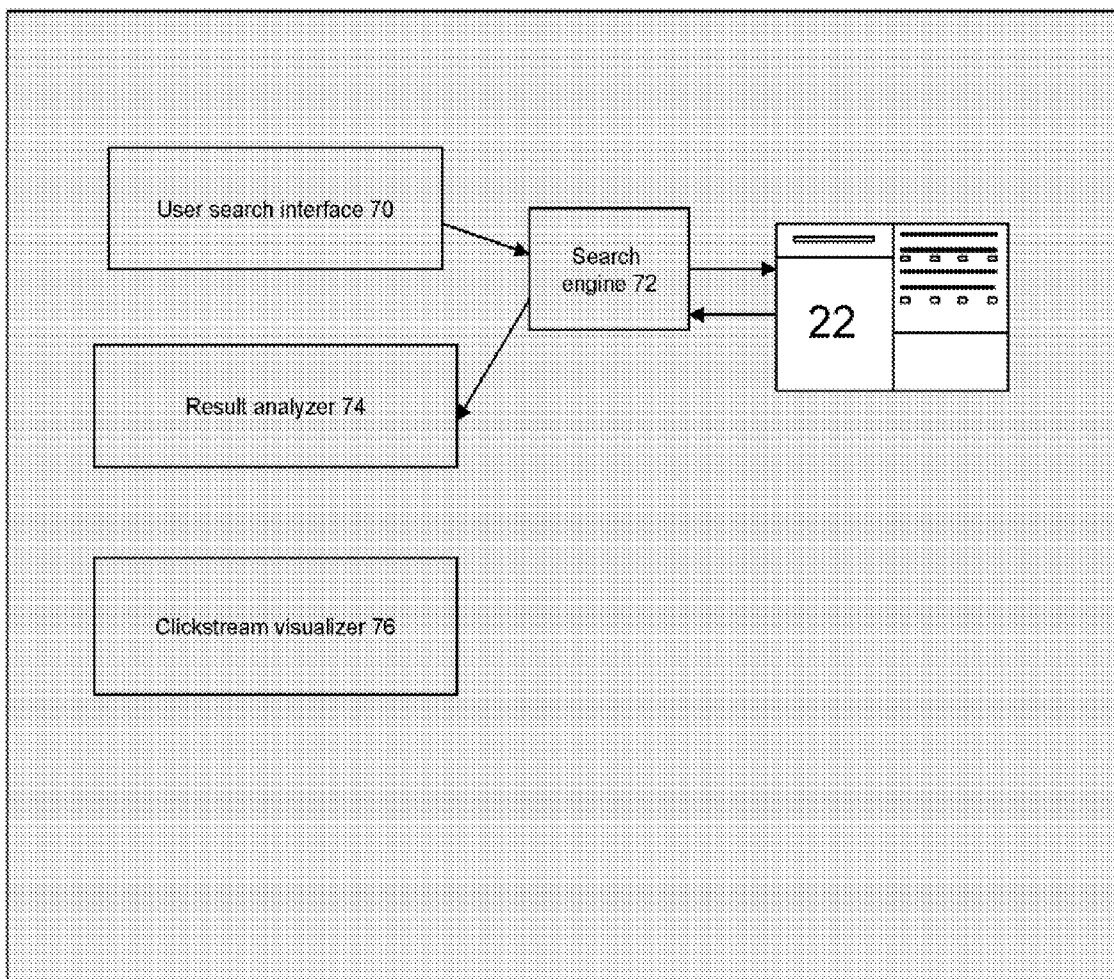 User search interface 70
Search
engine 72
22
Result analyzer 74
Clickstream visualizer 76